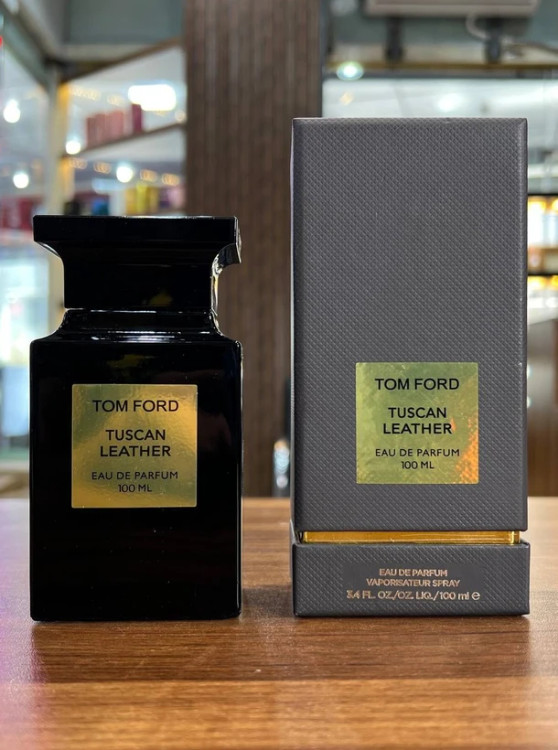 TOM FORD
TUSCAN
LEATHER
EAU DE PARFUM
100 ML
TOM FORD
TUSCAN
LEATHER
EAU DE PARFUM
100 ML
EAU DE PARFUM
VAPORISATEUR SPRAY
3.4 FL. OZ./OZ. LIQ./100 ml ℮